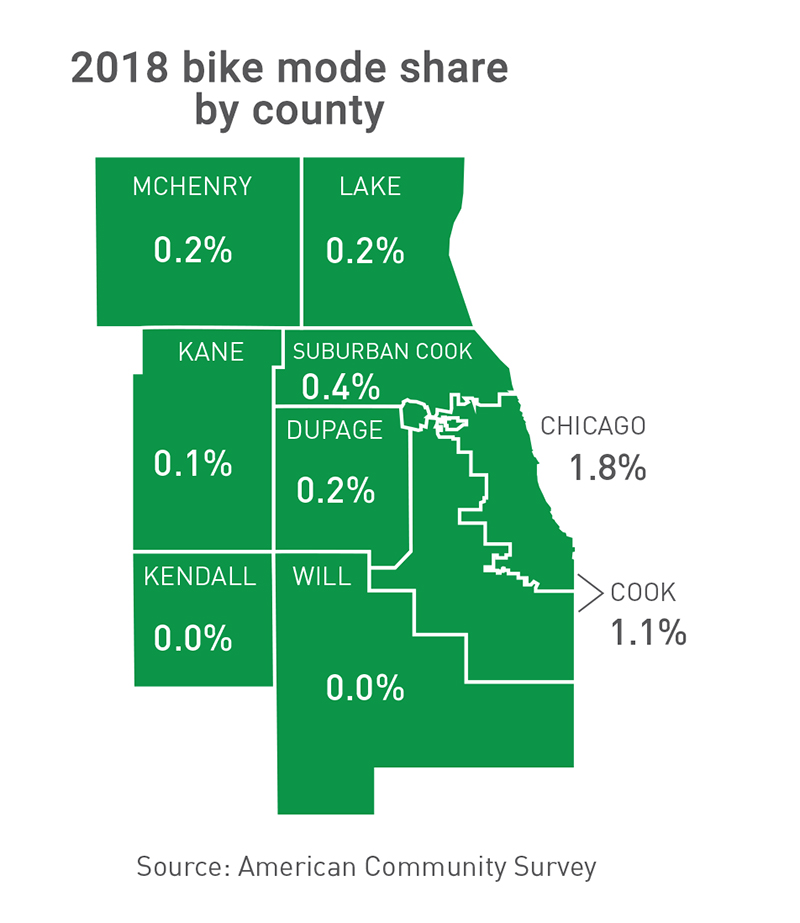 2018 bike mode share
by county
MCHENRY
0.2%
LAKE
0.2%
KANE
0.1%
SUBURBAN COOK
0.4%
DUPAGE
0.2%
CHICAGO
1.8%
KENDALL
0.0%
WILL
0.0%
COOK
1.1%
Source: American Community Survey